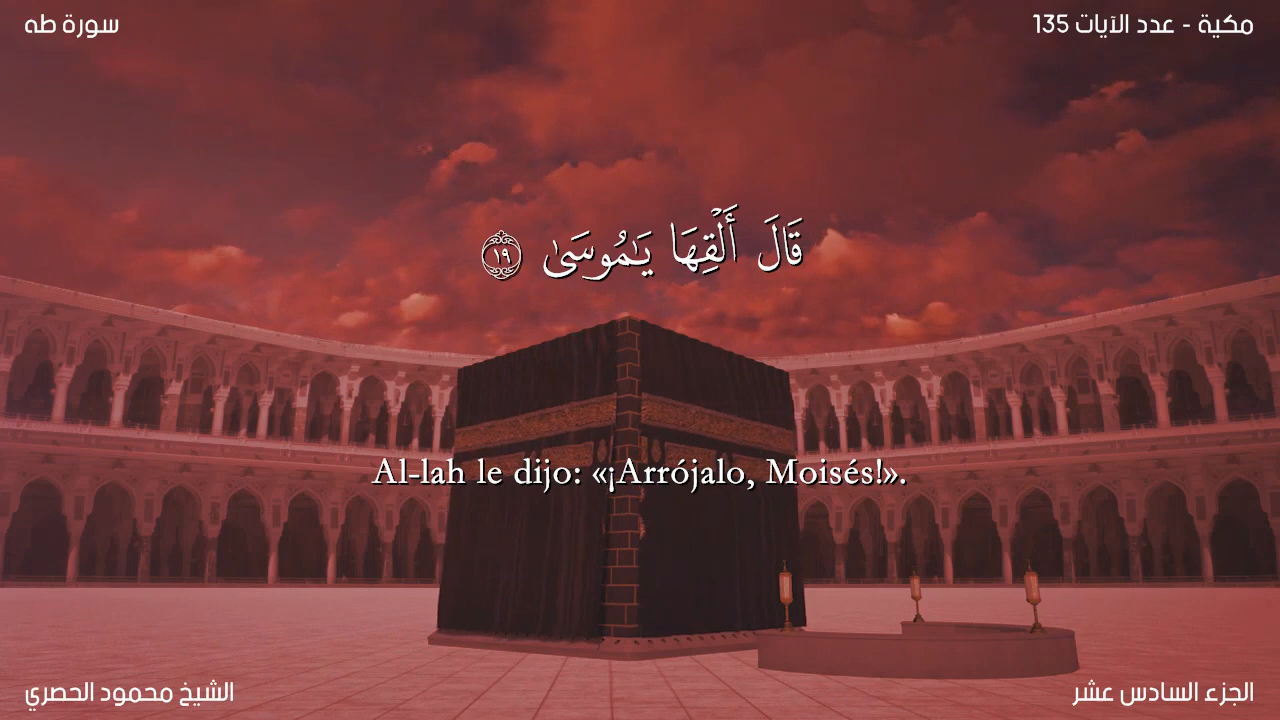 سورة طه
مكية - عدد الآيات 135
قَالَ أَلْقِهَا يَـٰمُوسَىٰ ١٩
Al-lah le dijo: «¡Arrójalo, Moisés!».
الشيخ محمود الحصري
الجزء السادس عشر